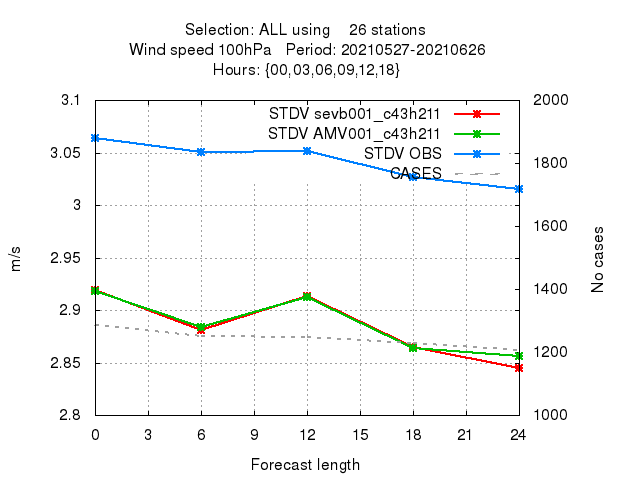 Selection: ALL using    26 stations
Wind speed 100hPa   Period: 20210527-20210626
Hours: {00,03,06,09,12,18}
STDV sevb001_c43h211
STDV AMV001_c43h211
STDV OBS
CASES
3.1
3.05
3
2.95
2.9
2.85
2.8
m/s
2000
1800
1600
1400
1200
1000
No cases
0 3 6 9 12 15 18 21 24
Forecast length